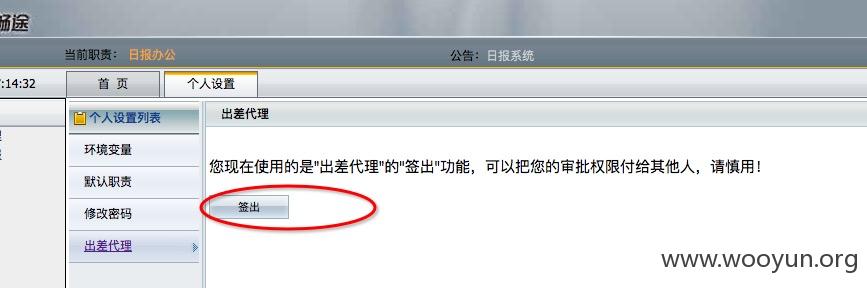 畅途
当前职责： 日报办公
公告： 日报系统
:14:32
首 页
个人设置
个人设置列表
出差代理
环境变量
您现在使用的是"出差代理"的"签出"功能，可以把您的审批权限付给其他人，请慎用！
默认职责
签出
修改密码
出差代理
www.wooyun.org